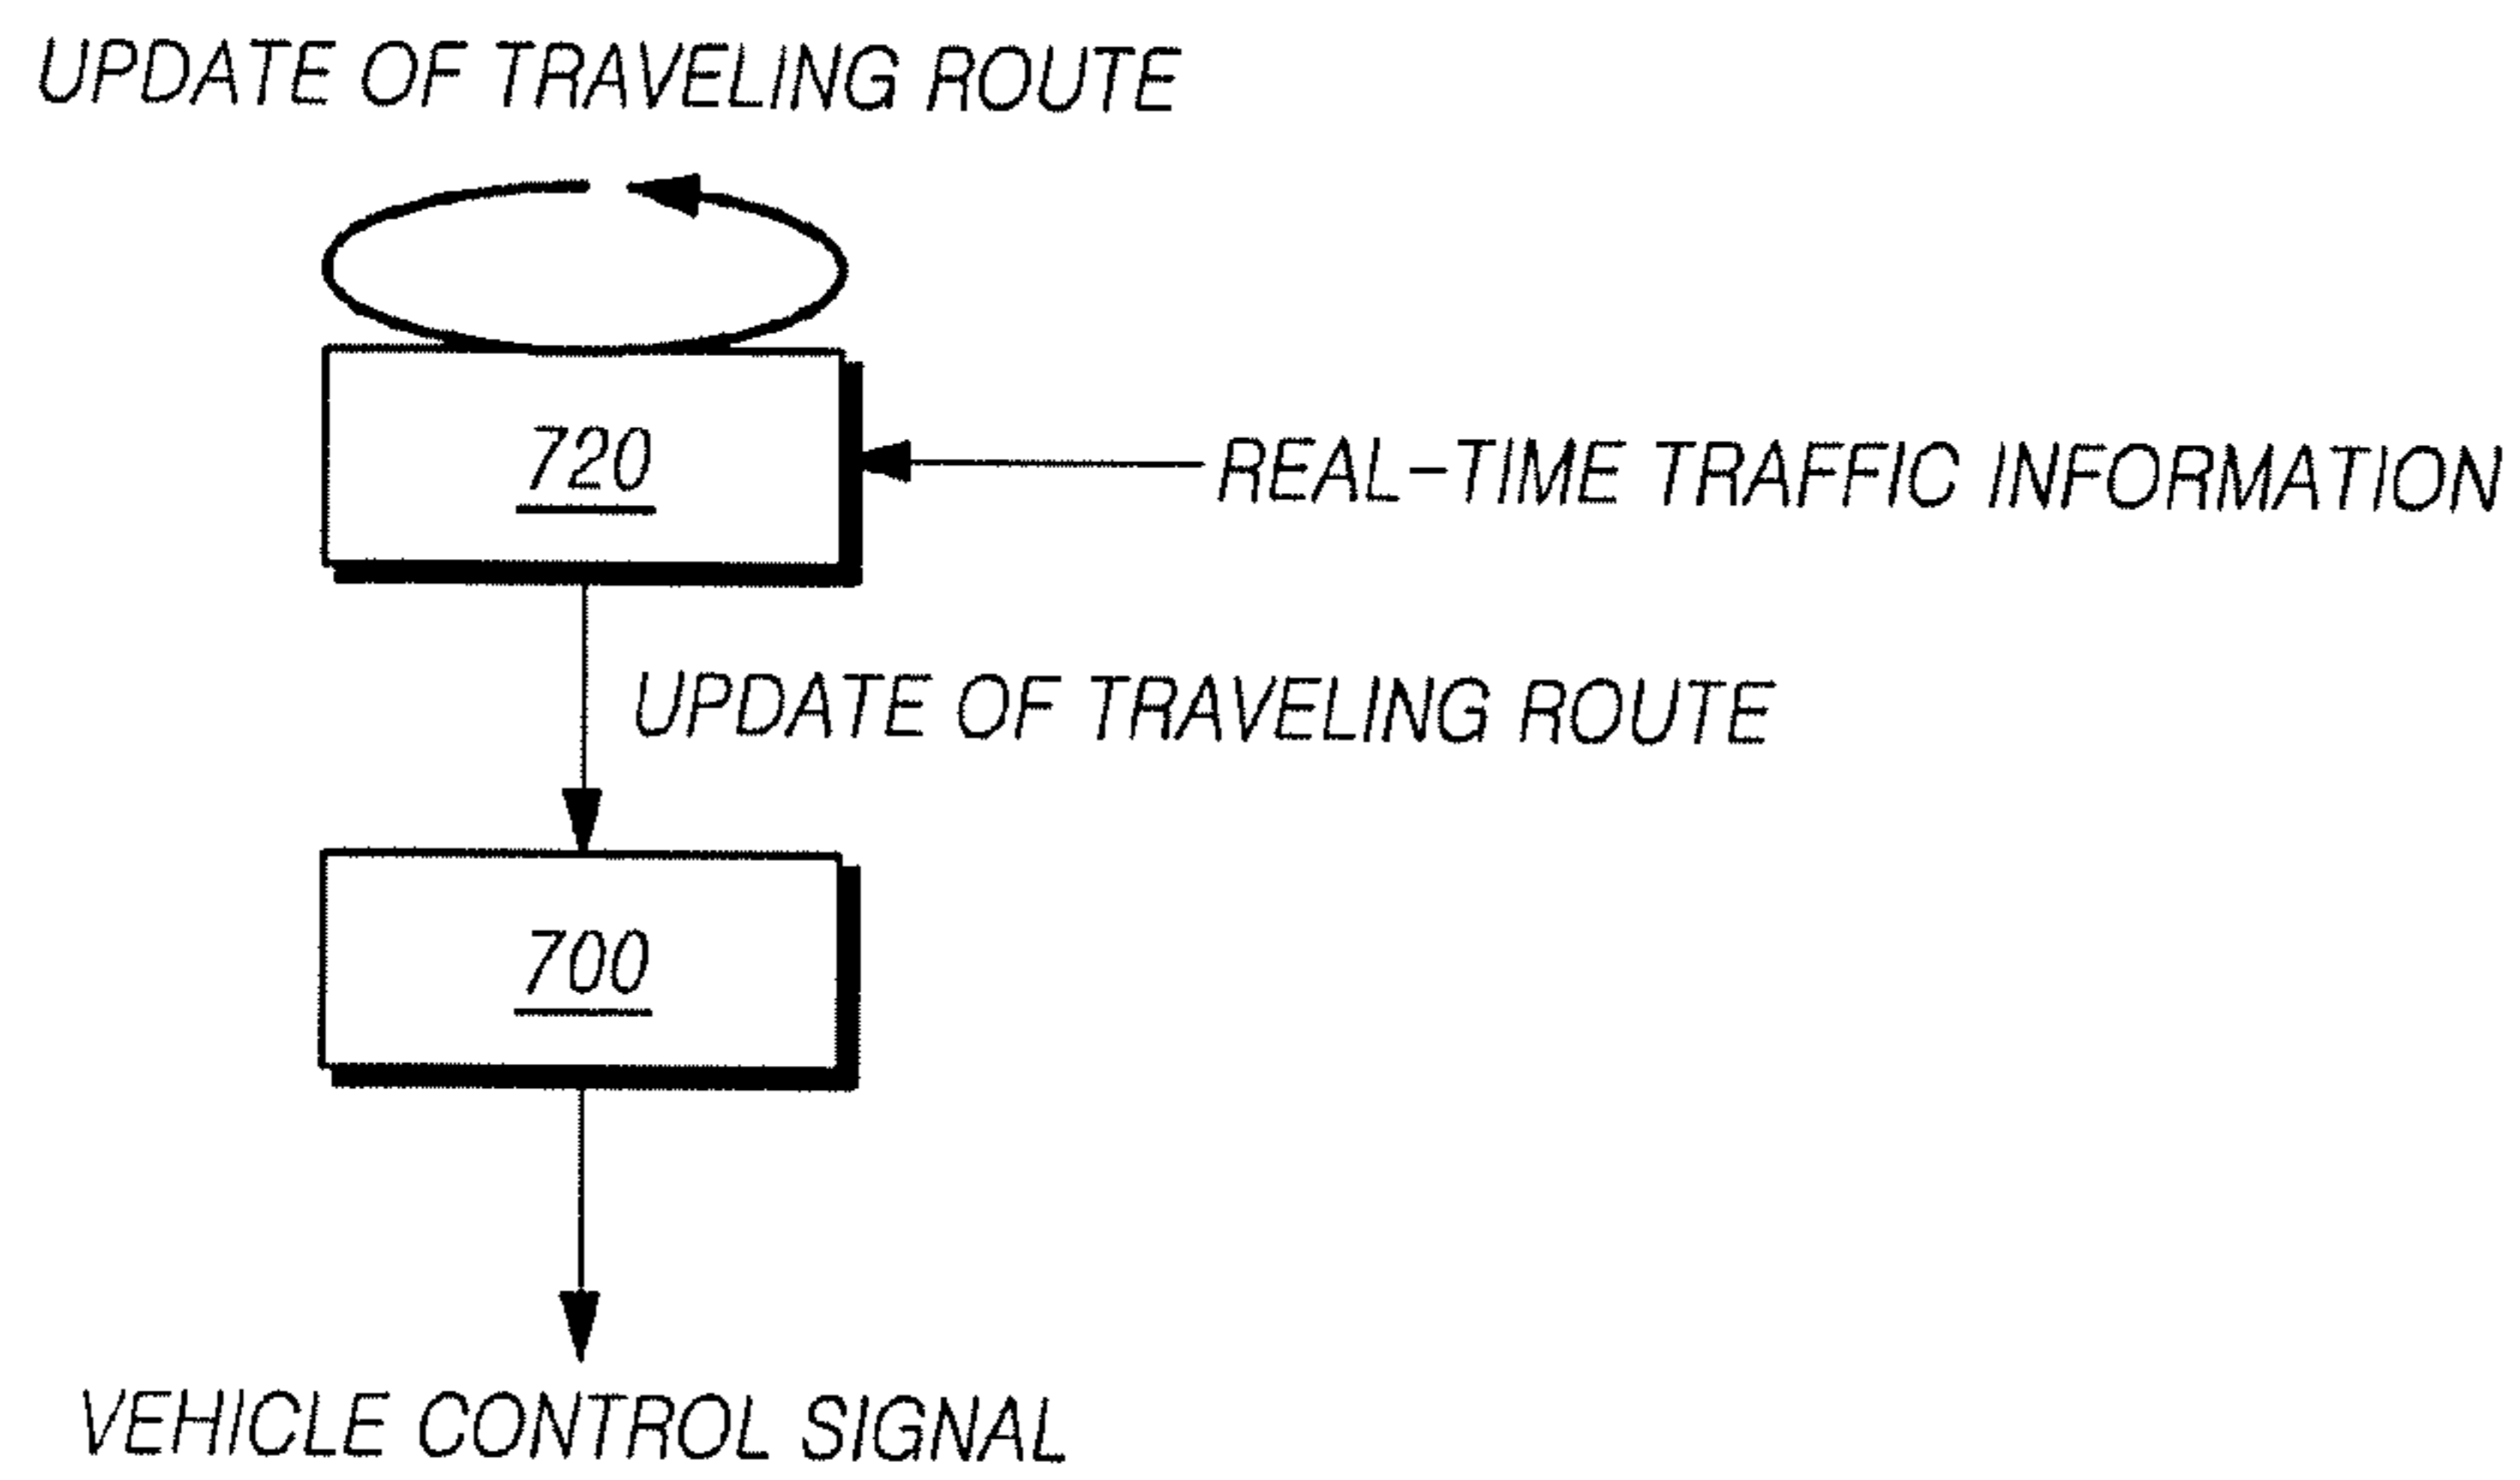 UPDATE OF TRAVELING ROUTE
720
REAL-TIME TRAFFIC INFORMATION
UPDATE OF TRAVELING ROUTE
700
VEHICLE CONTROL SIGNAL